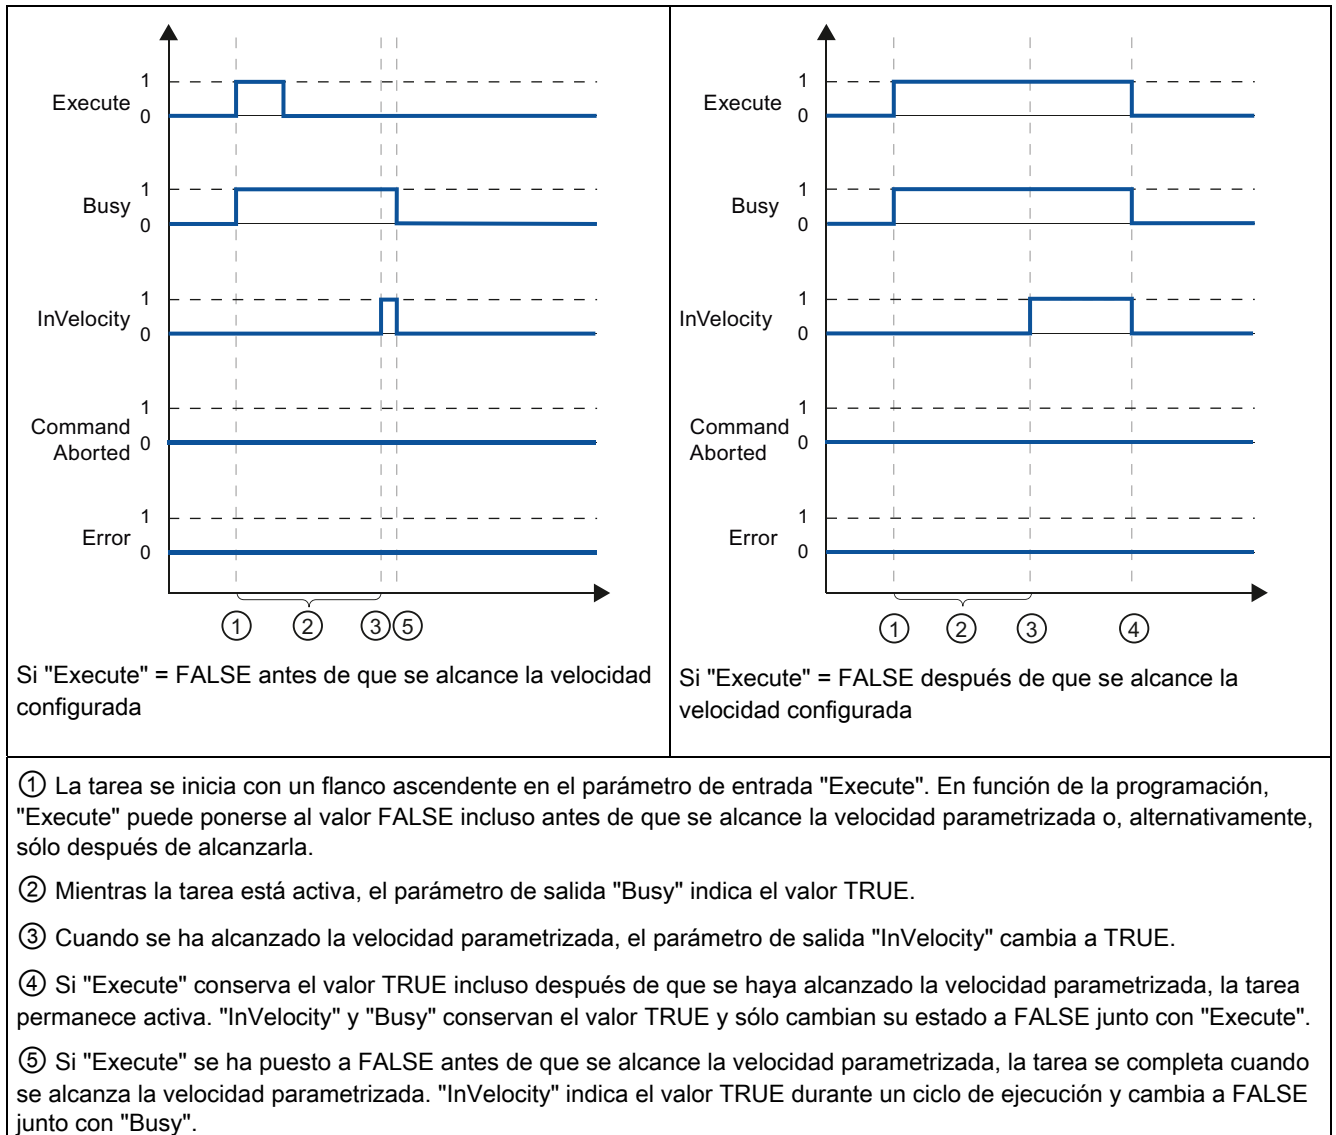 1
Execute
0
1
Busy
0
1
InVelocity
0
1
Command
Aborted
0
1
Error
0
① ② ③ ⑤
Si "Execute" = FALSE antes de que se alcance la velocidad
configurada
1
Execute
0
1
Busy
0
1
InVelocity
0
1
Command
Aborted
0
1
Error
0
① ② ③ ④
Si "Execute" = FALSE después de que se alcance la
velocidad configurada
① La tarea se inicia con un flanco ascendente en el parámetro de entrada "Execute". En función de la programación,
"Execute" puede ponerse al valor FALSE incluso antes de que se alcance la velocidad parametrizada o, alternativamente,
sólo después de alcanzarla.
② Mientras la tarea está activa, el parámetro de salida "Busy" indica el valor TRUE.
③ Cuando se ha alcanzado la velocidad parametrizada, el parámetro de salida "InVelocity" cambia a TRUE.
④ Si "Execute" conserva el valor TRUE incluso después de que se haya alcanzado la velocidad parametrizada, la tarea
permanece activa. "InVelocity" y "Busy" conservan el valor TRUE y sólo cambian su estado a FALSE junto con "Execute".
⑤ Si "Execute" se ha puesto a FALSE antes de que se alcance la velocidad parametrizada, la tarea se completa cuando
se alcanza la velocidad parametrizada. "InVelocity" indica el valor TRUE durante un ciclo de ejecución y cambia a FALSE
junto con "Busy".